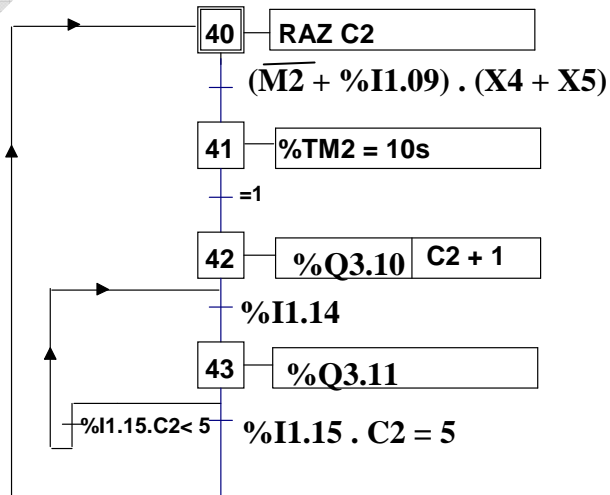 40 RAZ C2
(M̅2̅ + %I1.09) . (X4 + X5)
41 %TM2 = 10s
=1
42 %Q3.10 C2 + 1
%I1.14
43 %Q3.11
%I1.15.C2< 5 %I1.15 . C2 = 5